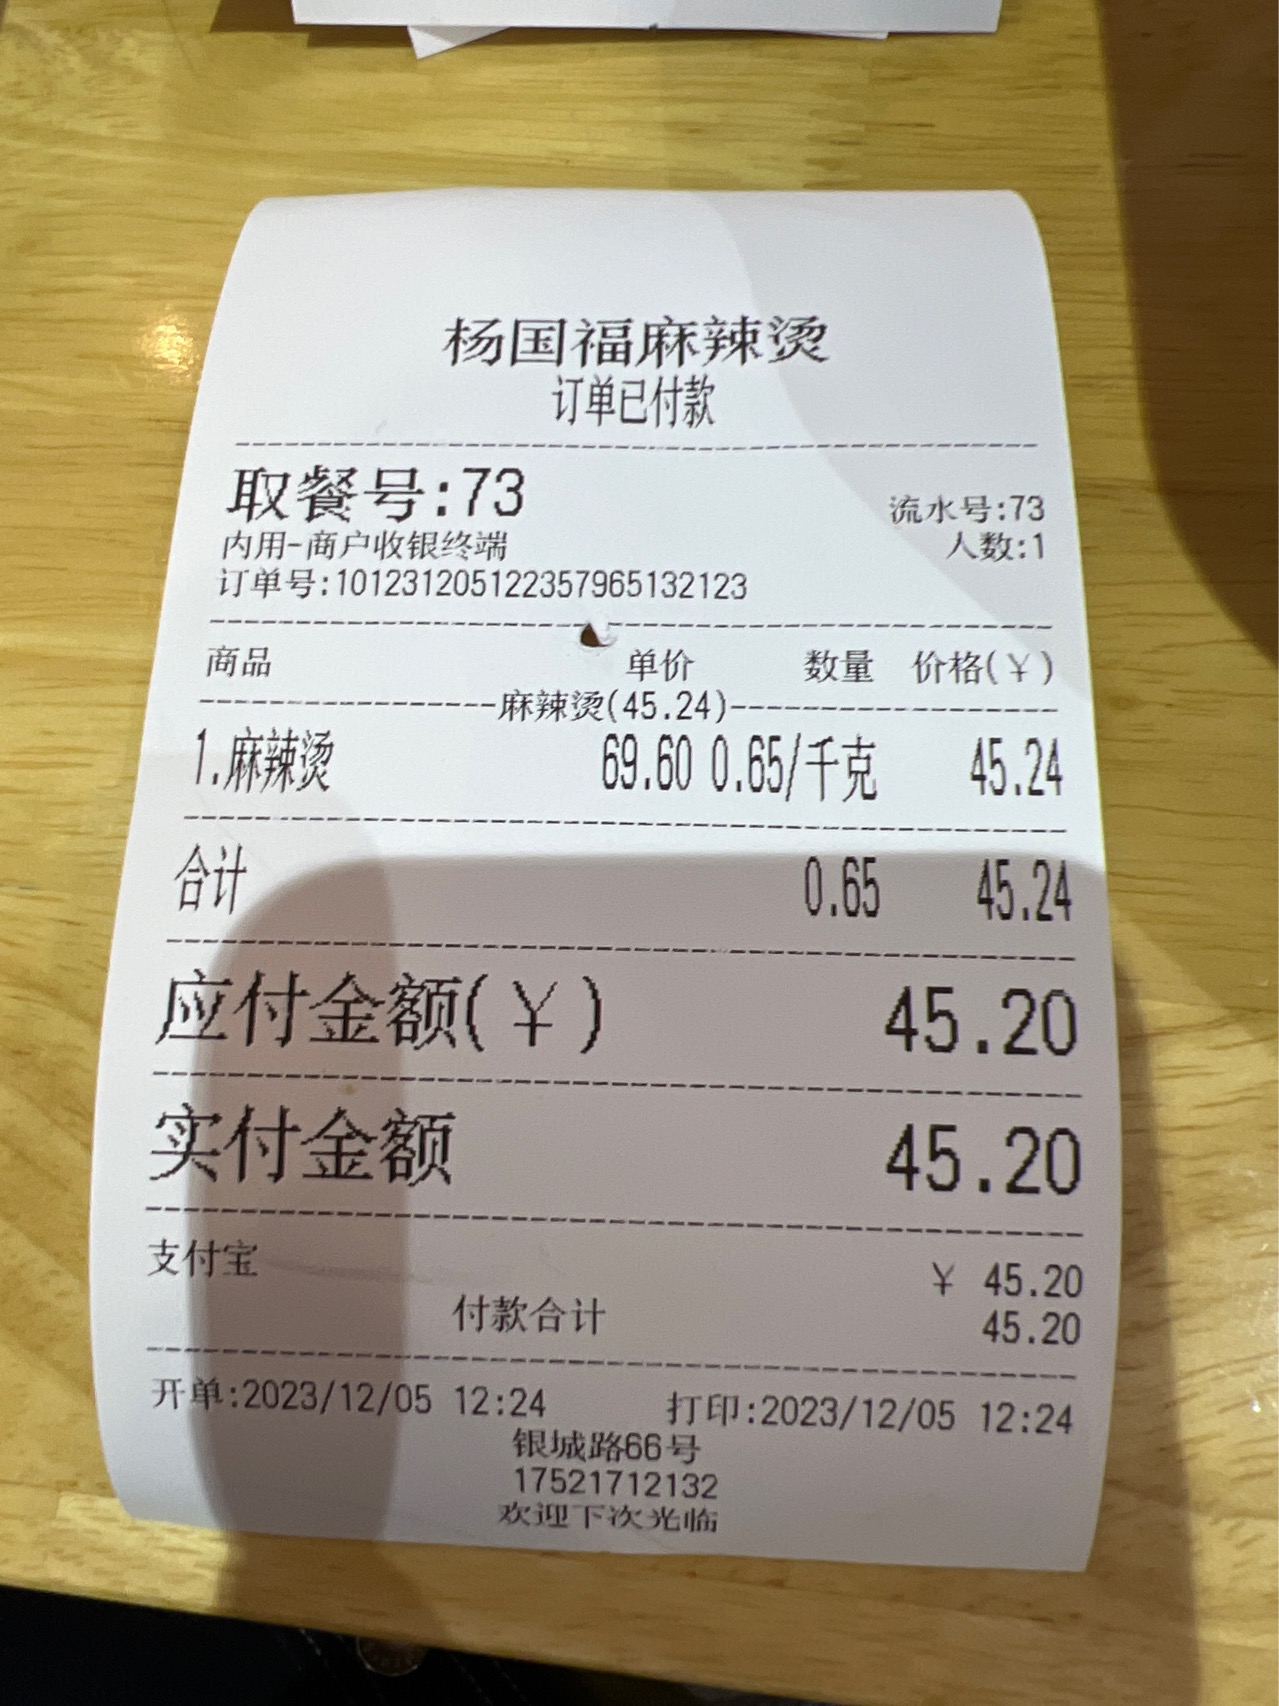 杨国福麻辣烫
订单已付款
取餐号:73
流水号:73
内用-商户收银终端
人数:1
订单号:101231205122357965132123
商品 单价 数量 价格(￥)
麻辣烫(45.24)
1.麻辣烫 69.60 0.65/千克 45.24
合计 0.65 45.24
应付金额(￥) 45.20
实付金额 45.20
支付宝 ￥ 45.20
付款合计 45.20
开单:2023/12/05 12:24 打印:2023/12/05 12:24
银城路66号
17521712132
欢迎下次光临